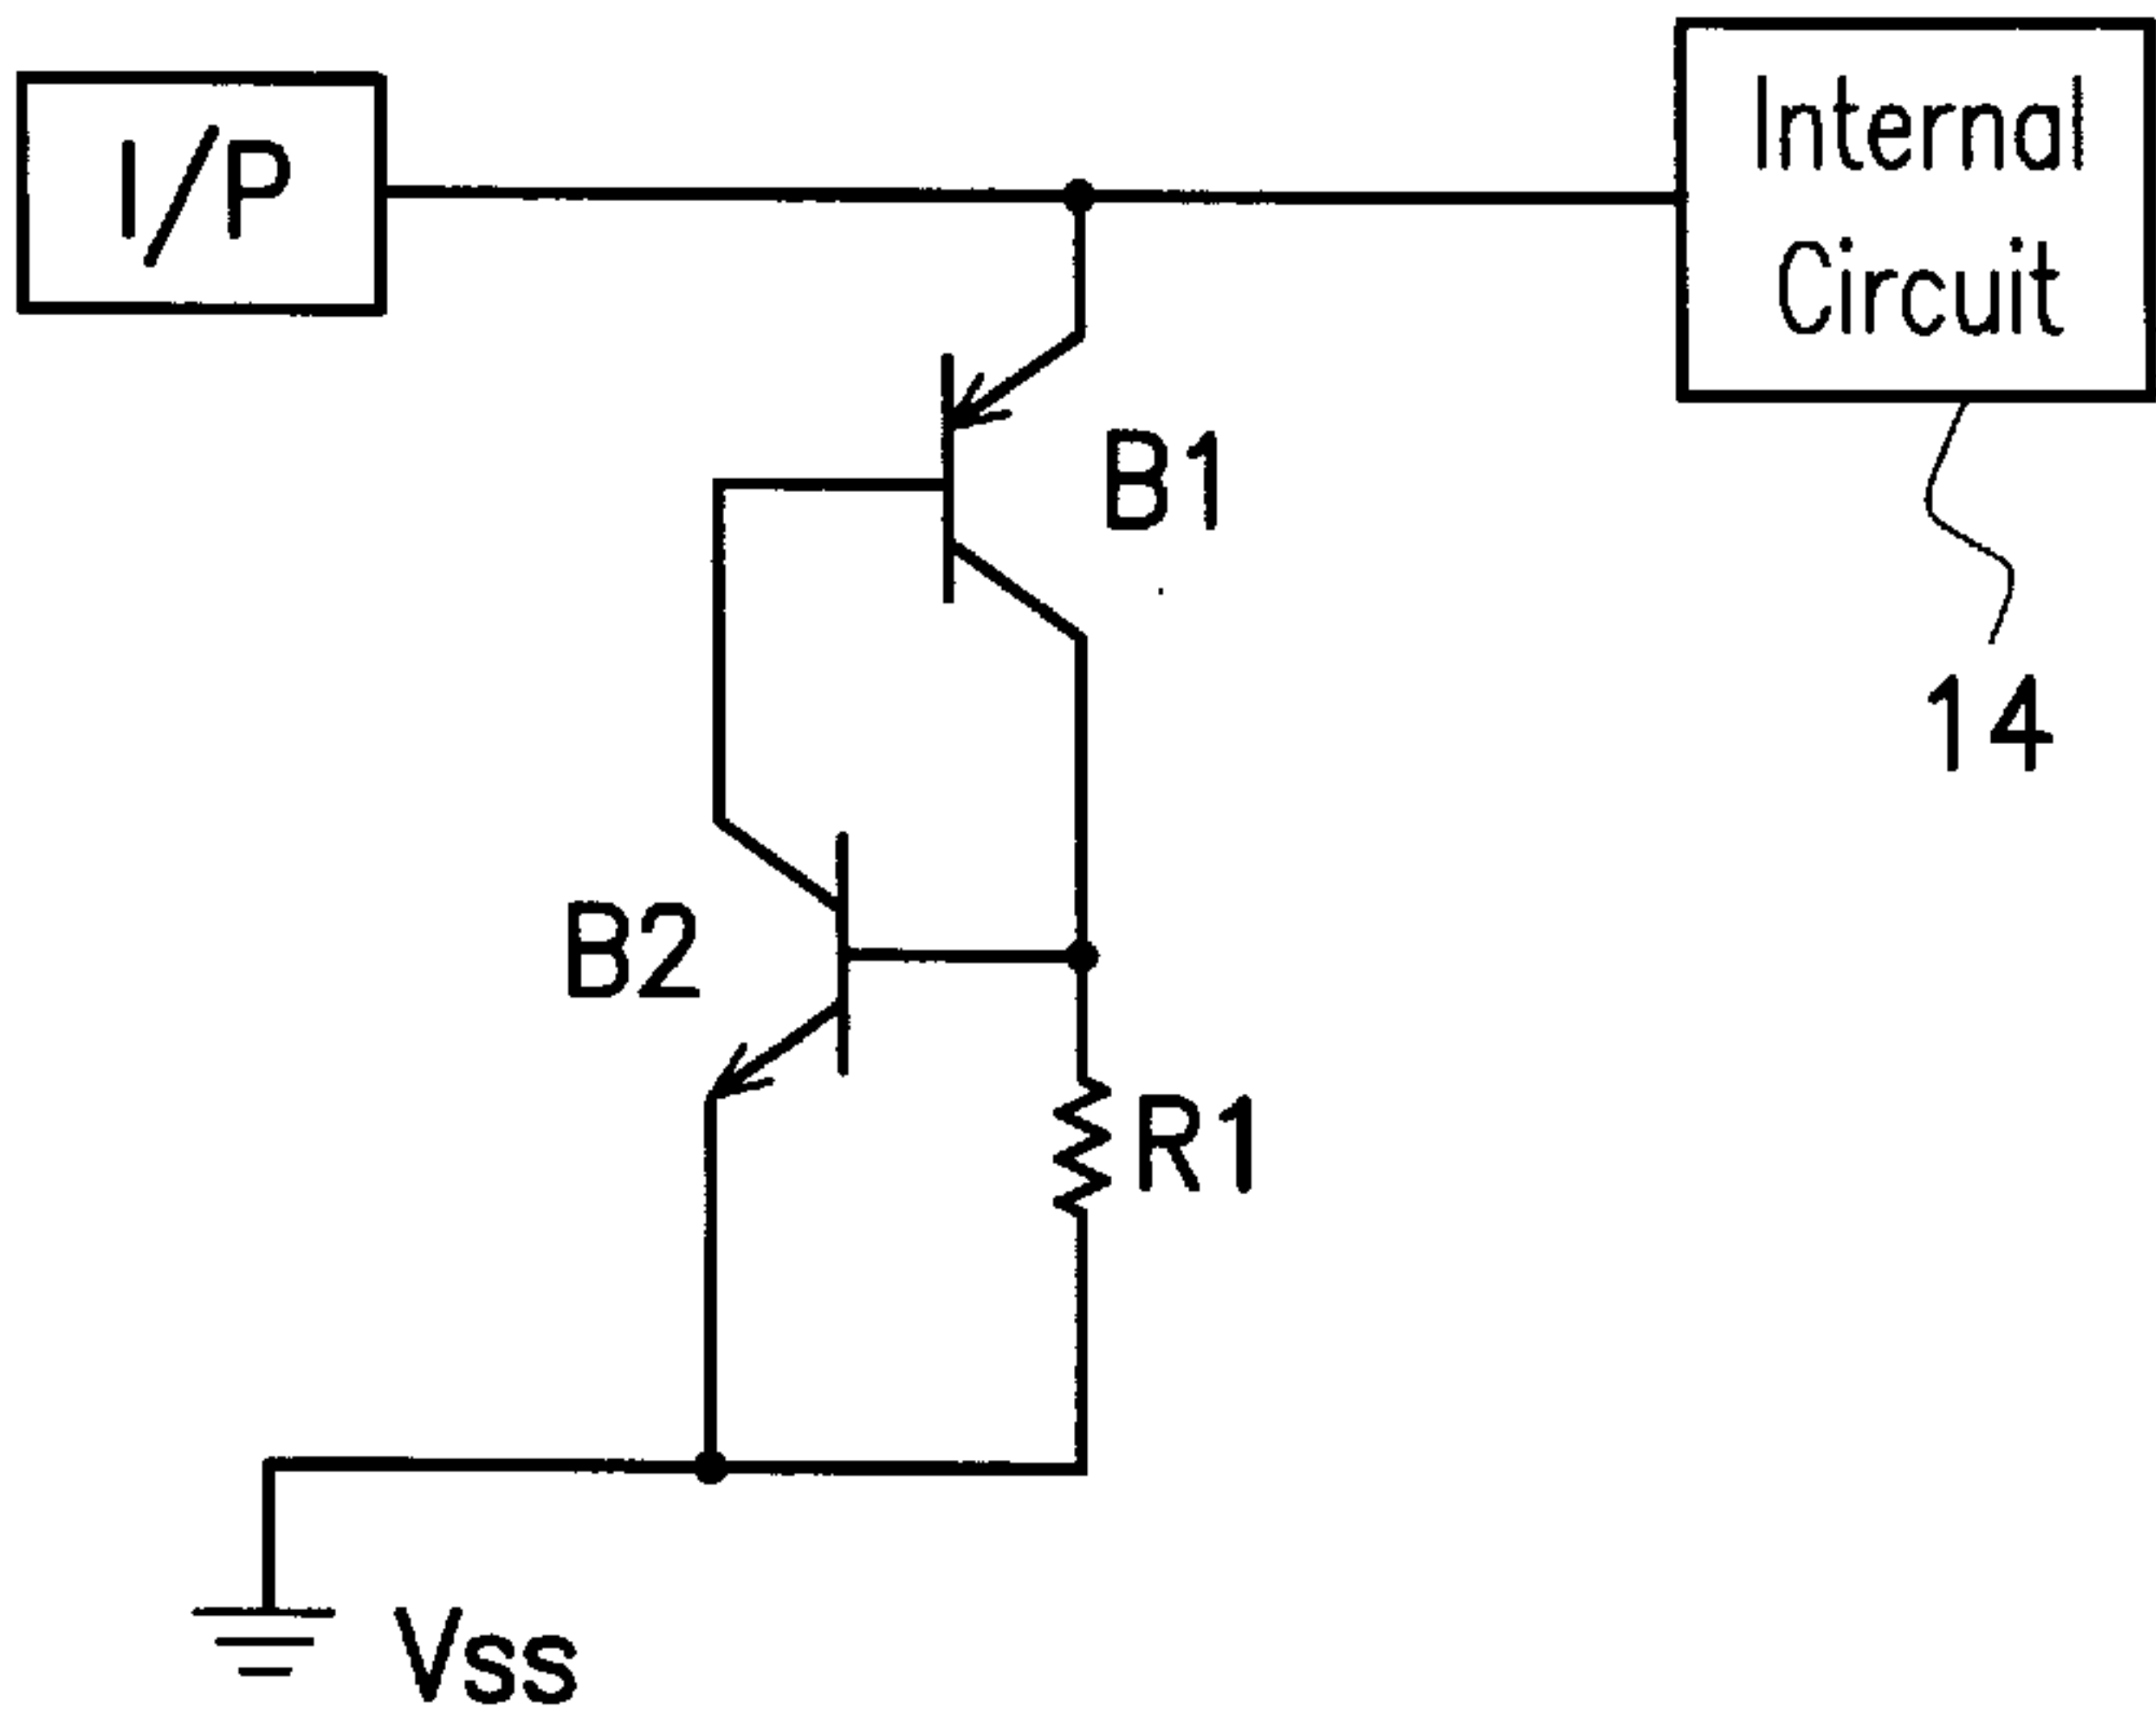 I/P
Internal
Circuit
B1
14
B2
R1
Vss